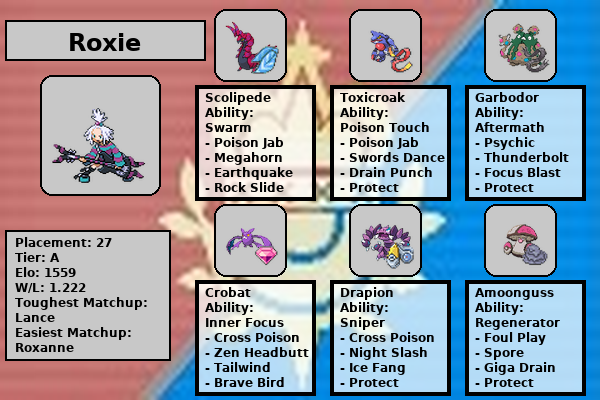 Roxie
Placement: 27
Tier: A
Elo: 1559
W/L: 1.222
Toughest Matchup:
Lance
Easiest Matchup:
Roxanne
Scolipede
Ability:
Swarm
- Poison Jab
- Megahorn
- Earthquake
- Rock Slide
Toxicroak
Ability:
Poison Touch
- Poison Jab
- Swords Dance
- Drain Punch
- Protect
Garbodor
Ability:
Aftermath
- Psychic
- Thunderbolt
- Focus Blast
- Protect
Crobat
Ability:
Inner Focus
- Cross Poison
- Zen Headbutt
- Tailwind
- Brave Bird
Drapion
Ability:
Sniper
- Cross Poison
- Night Slash
- Ice Fang
- Protect
Amoonguss
Ability:
Regenerator
- Foul Play
- Spore
- Giga Drain
- Protect